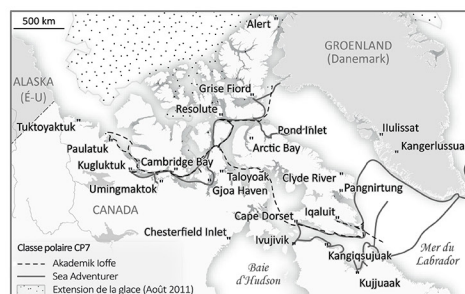 500 km
Alert
GROENLAND
(Danemark)
ALASKA
(É-U)
Grise Fiord
Resolute
Tuktoyaktuk
Pond Inlet
Ilulissat
Paulatuk
Arctic Bay
Kangerlussua
Kugluktuk
Cambridge Bay
Taloyoak
Clyde River
Umingmaktok
Gjoa Haven
Pangnirtung
CANADA
Cape Dorset
Iqaluit
Chesterfield Inlet
Classe polaire CP7
Ivujivik
Mer du
Labrador
Akademik Ioffe
Kangiqsujuak
Sea Adventurer
Baie
d'Hudson
Kujjuaak
Extension de la glace (Août 2011)